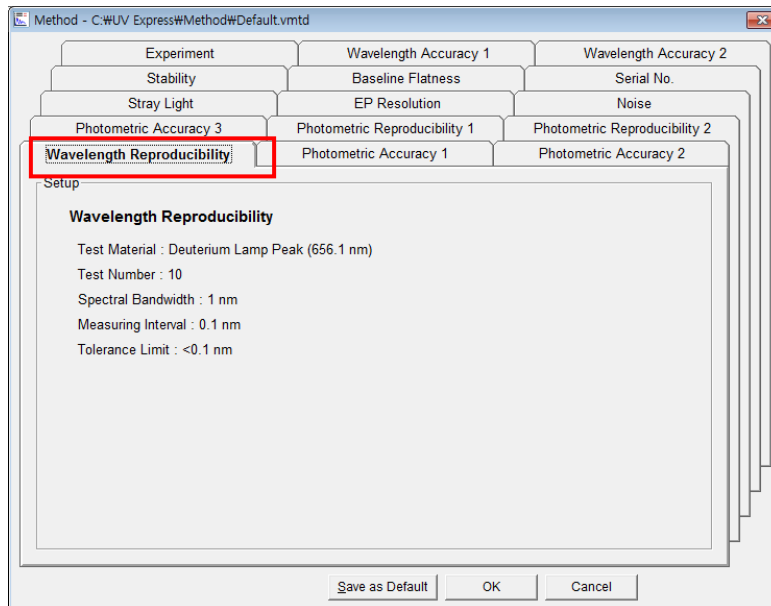 Method - C:₩UV Express₩Method₩Default.vmtd
Experiment Wavelength Accuracy 1 Wavelength Accuracy 2
Stability Baseline Flatness Serial No.
Stray Light EP Resolution Noise
Photometric Accuracy 3 Photometric Reproducibility 1 Photometric Reproducibility 2
Wavelength Reproducibility Photometric Accuracy 1 Photometric Accuracy 2
Setup
Wavelength Reproducibility
Test Material : Deuterium Lamp Peak (656.1 nm)
Test Number : 10
Spectral Bandwidth : 1 nm
Measuring Interval : 0.1 nm
Tolerance Limit : <0.1 nm
Save as Default OK Cancel